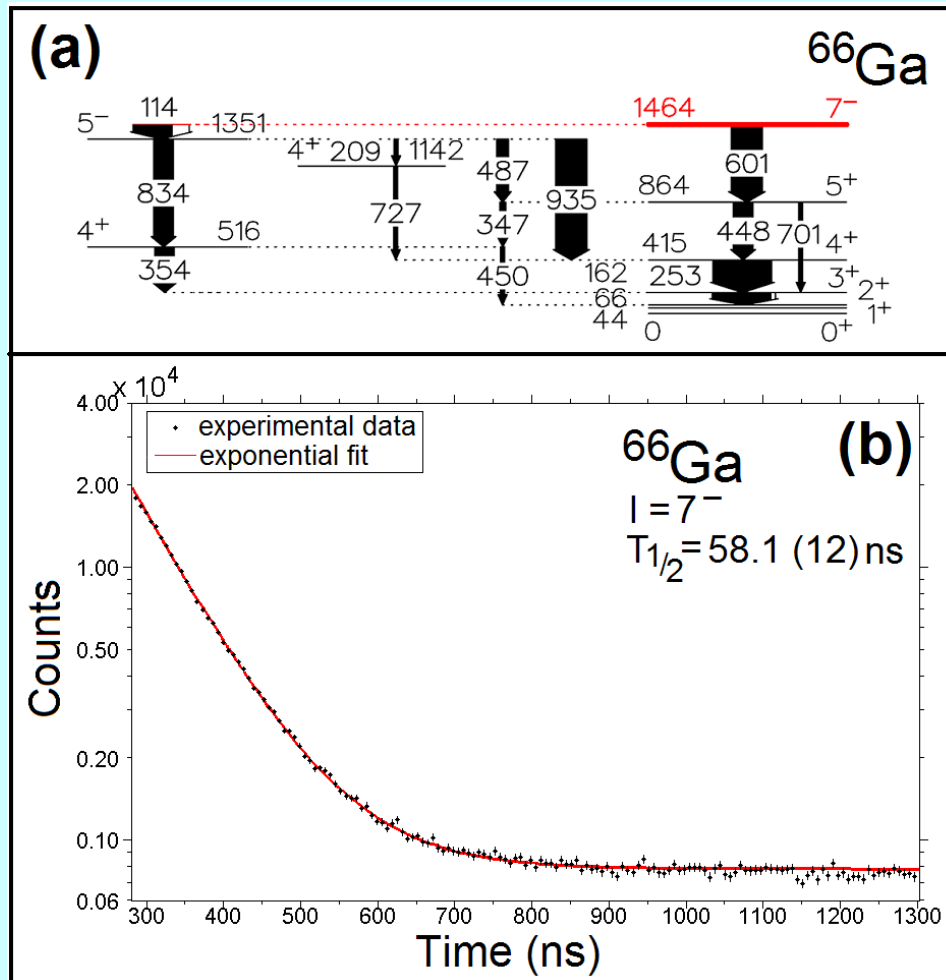 (a)
⁶⁶Ga
114
1464 7⁻
5⁻ 1351
4⁺ 209 1142
487
601
834
935
864 5⁺
727
347
448 701
4⁺ 516
415 4⁺
354
450
162 253 3⁺
66 2⁺
44 1⁺
0 0⁺
× 10⁴
4.00
experimental data
exponential fit
⁶⁶Ga (b)
I = 7⁻
T1/2 = 58.1 (12) ns
2.00
1.00
0.50
0.20
0.10
0.06
Counts
300 400 500 600 700 800 900 1000 1100 1200 1300
Time (ns)